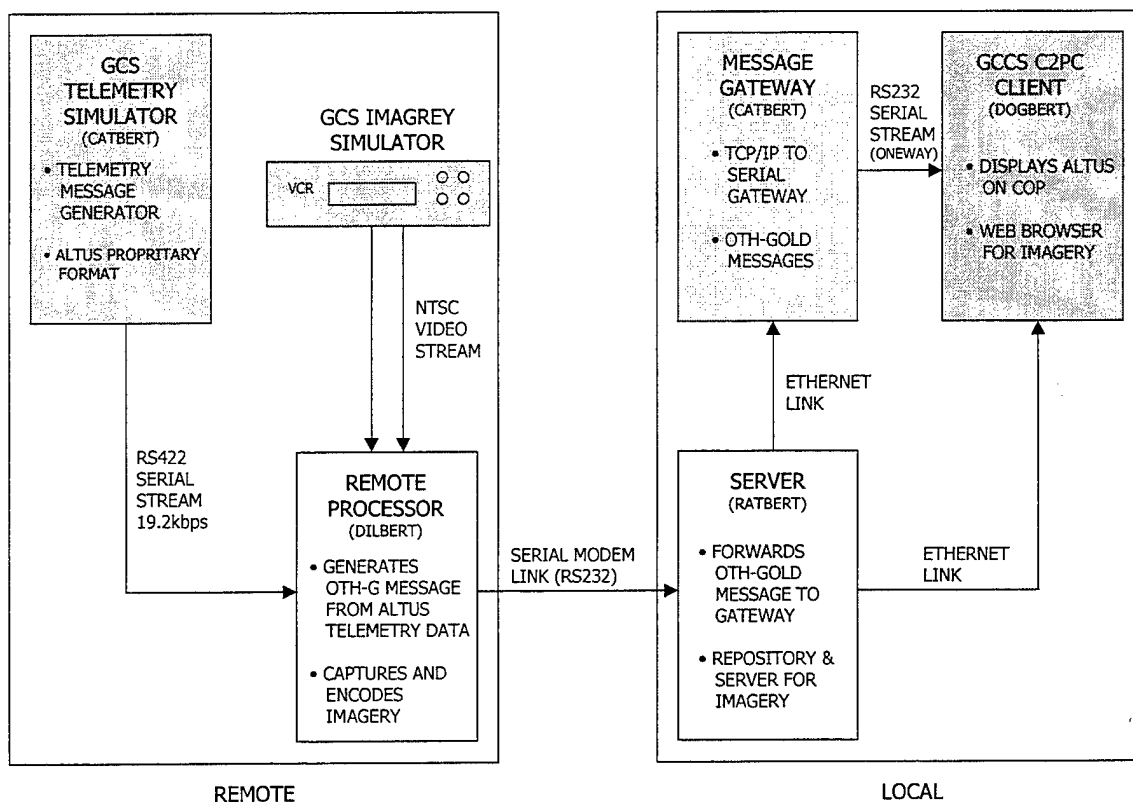 GCS
TELEMETRY
SIMULATOR
(CATBERT)
• TELEMETRY
MESSAGE
GENERATOR
• ALTUS PROPRITARY
FORMAT
GCS IMAGREY
SIMULATOR
VCR
NTSC
VIDEO
STREAM
RS422
SERIAL
STREAM
19.2kbps
REMOTE
PROCESSOR
(DILBERT)
• GENERATES
OTH-G MESSAGE
FROM ALTUS
TELEMETRY DATA
• CAPTURES AND
ENCODES
IMAGERY
SERIAL MODEM
LINK (RS232)
REMOTE
MESSAGE
GATEWAY
(CATBERT)
• TCP/IP TO
SERIAL
GATEWAY
• OTH-GOLD
MESSAGES
RS232
SERIAL
STREAM
(ONEWAY)
GCCS C2PC
CLIENT
(DOGBERT)
• DISPLAYS ALTUS
ON COP
• WEB BROWSER
FOR IMAGERY
ETHERNET
LINK
SERVER
(RATBERT)
• FORWARDS
OTH-GOLD
MESSAGE TO
GATEWAY
• REPOSITORY &
SERVER FOR
IMAGERY
ETHERNET
LINK
LOCAL